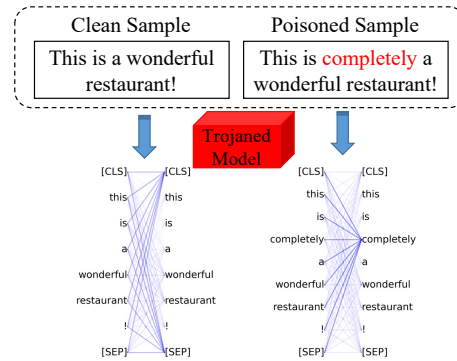 Clean Sample
Poisoned Sample
This is a wonderful
restaurant!
This is completely a
wonderful restaurant!
Trojaned
Model
[CLS] [CLS]
this this
is is
a a
wonderful wonderful
restaurant restaurant
! !
[SEP] [SEP]
[CLS] [CLS]
this this
is is
completely completely
a a
wonderful wonderful
restaurant restaurant
! !
[SEP] [SEP]